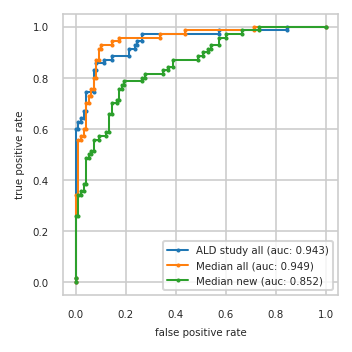 1.0
0.8
0.6
0.4
0.2
0.0
true positive rate
ALD study all (auc: 0.943)
Median all (auc: 0.949)
Median new (auc: 0.852)
0.0 0.2 0.4 0.6 0.8 1.0
false positive rate